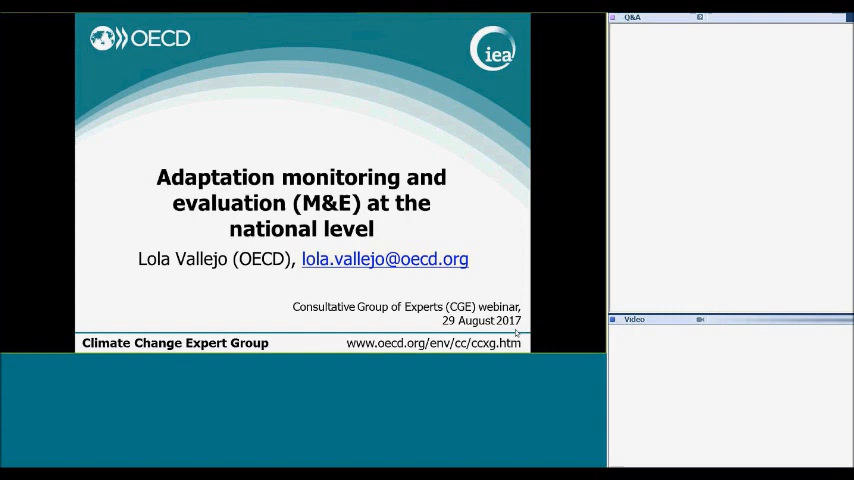 OECD
iea
Adaptation monitoring and
evaluation (M&E) at the
national level
Lola Vallejo (OECD), lola.vallejo@oecd.org
Consultative Group of Experts (CGE) webinar,
29 August 2017
Climate Change Expert Group
www.oecd.org/env/cc/ccxg.htm
Q&A
Video